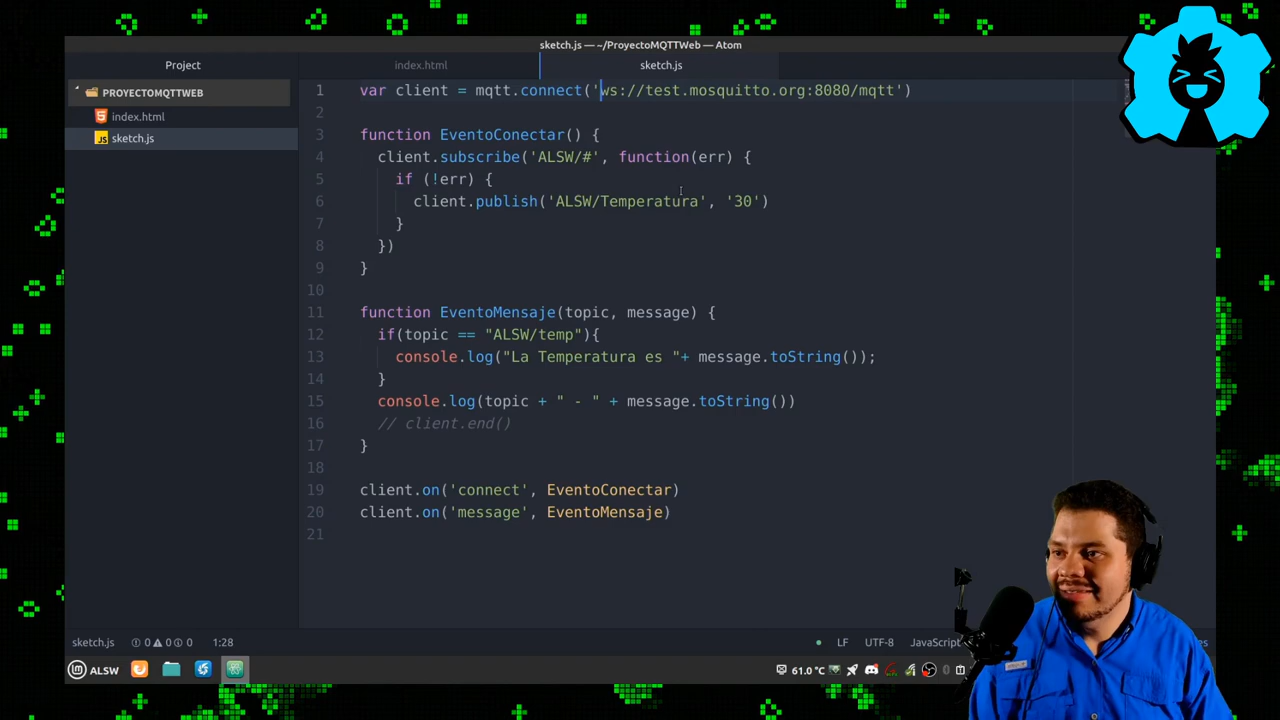 sketch.js — ~/ProyectoMQTTWeb — Atom
Project
index.html
sketch.js
PROYECTOMQTTWEB
index.html
sketch.js
1 var client = mqtt.connect('ws://test.mosquitto.org:8080/mqtt')
2
3 function EventoConectar() {
4 client.subscribe('ALSW/#', function(err) {
5 if (!err) {
6 client.publish('ALSW/Temperatura', '30')
7 }
8 })
9 }
10
11 function EventoMensaje(topic, message) {
12 if(topic == "ALSW/temp"){
13 console.log("La Temperatura es "+ message.toString());
14 }
15 console.log(topic + " - " + message.toString())
16 // client.end()
17 }
18
19 client.on('connect', EventoConectar)
20 client.on('message', EventoMensaje)
21
sketch.js 0 0 0 1:28 LF UTF-8 JavaScript
ALSW 61.0 °C 0